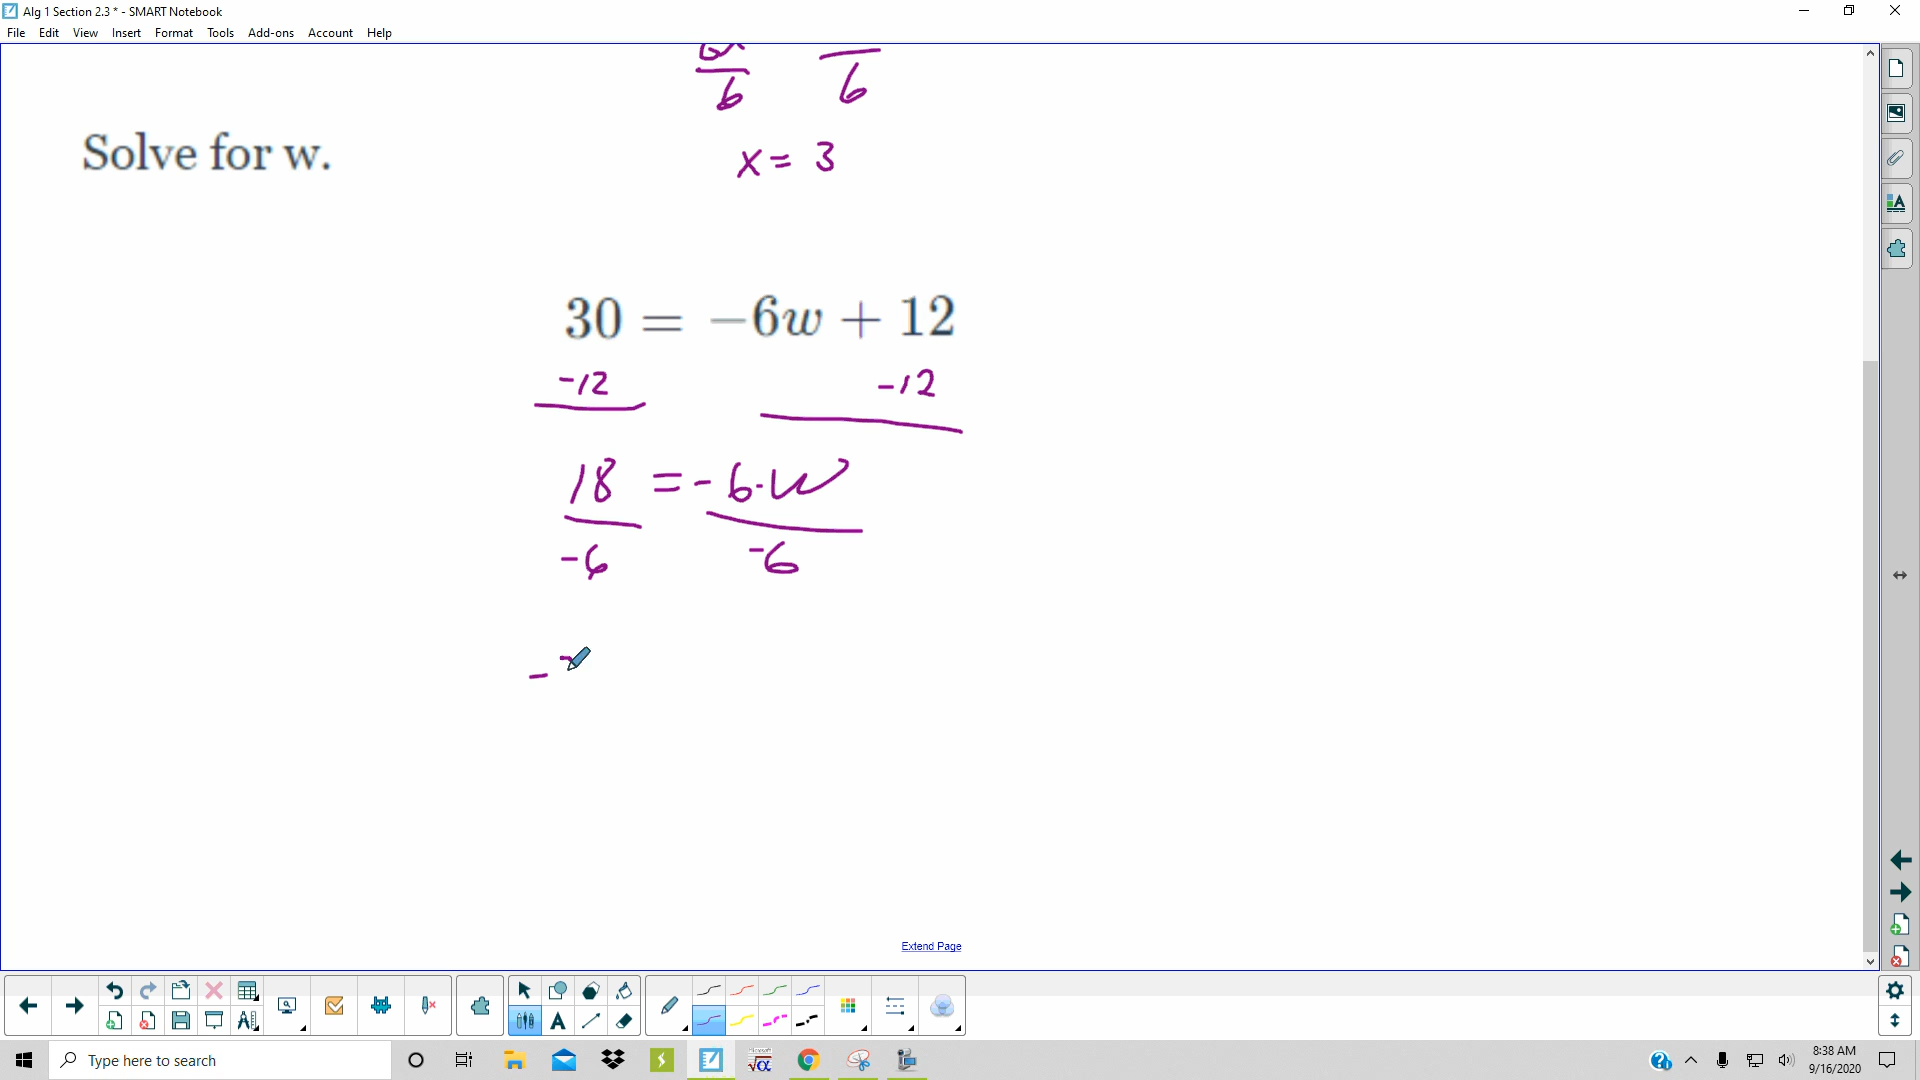 Alg 1 Section 2.3 * - SMART Notebook
File Edit View Insert Format Tools Add-ons Account Help
6 6
Solve for w.
x = 3
30 = −6w + 12
-12 -12
18 = -6·w
-6 -6
-
Extend Page
Type here to search
8:38 AM
9/16/2020